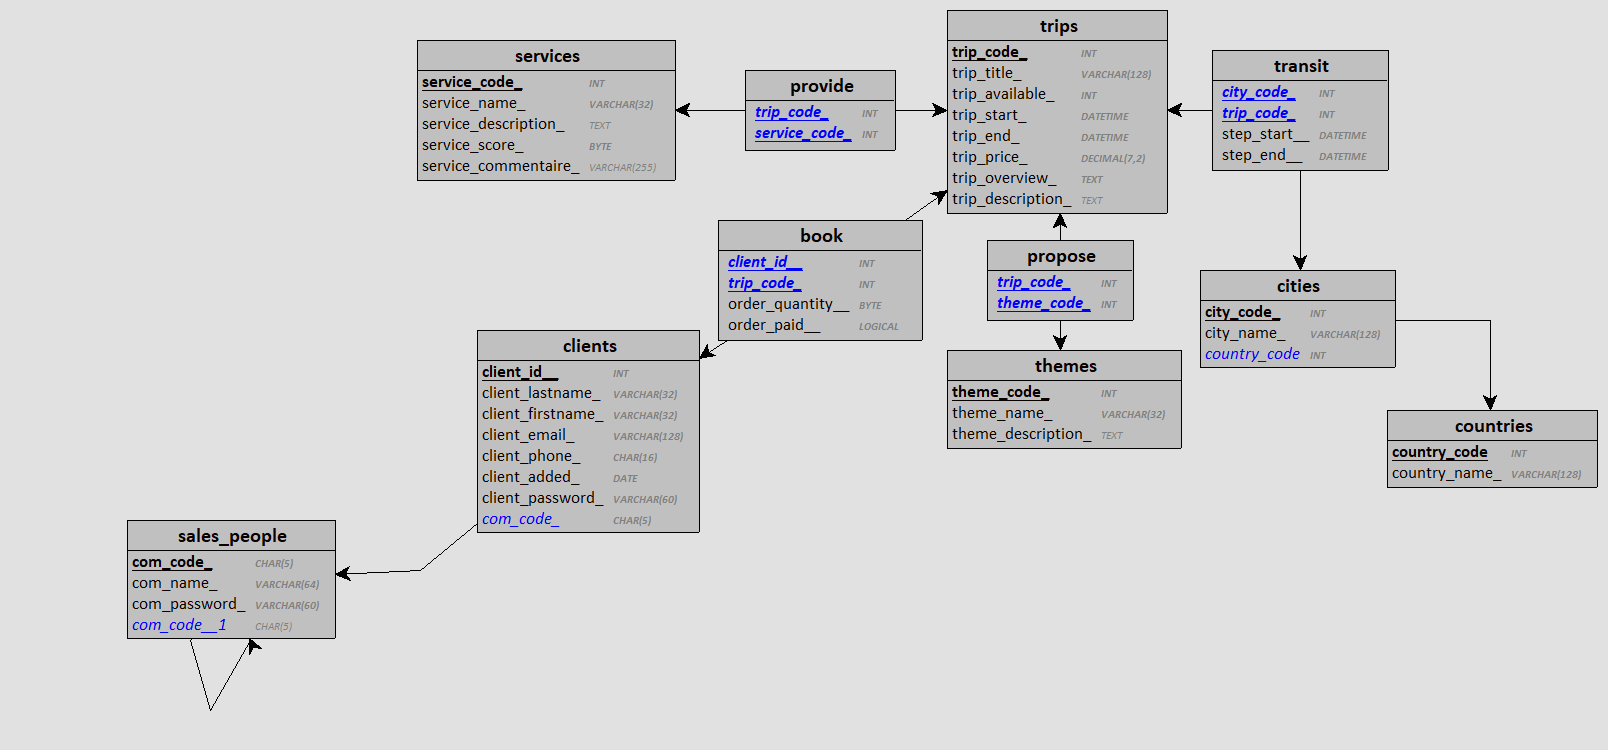 services
service_code_ INT
service_name_ VARCHAR(32)
service_description_ TEXT
service_score_ BYTE
service_commentaire_ VARCHAR(255)
provide
trip_code_ INT
service_code_ INT
trips
trip_code_ INT
trip_title_ VARCHAR(128)
trip_available_ INT
trip_start_ DATETIME
trip_end_ DATETIME
trip_price_ DECIMAL(7,2)
trip_overview_ TEXT
trip_description_ TEXT
transit
city_code_ INT
trip_code_ INT
step_start__ DATETIME
step_end__ DATETIME
book
client_id__ INT
trip_code_ INT
order_quantity__ BYTE
order_paid__ LOGICAL
propose
trip_code_ INT
theme_code_ INT
cities
city_code_ INT
city_name_ VARCHAR(128)
country_code INT
clients
client_id__ INT
client_lastname_ VARCHAR(32)
client_firstname_ VARCHAR(32)
client_email_ VARCHAR(128)
client_phone_ CHAR(16)
client_added_ DATE
client_password_ VARCHAR(60)
com_code_ CHAR(5)
themes
theme_code_ INT
theme_name_ VARCHAR(32)
theme_description_ TEXT
countries
country_code INT
country_name_ VARCHAR(128)
sales_people
com_code_ CHAR(5)
com_name_ VARCHAR(64)
com_password_ VARCHAR(60)
com_code__1 CHAR(5)